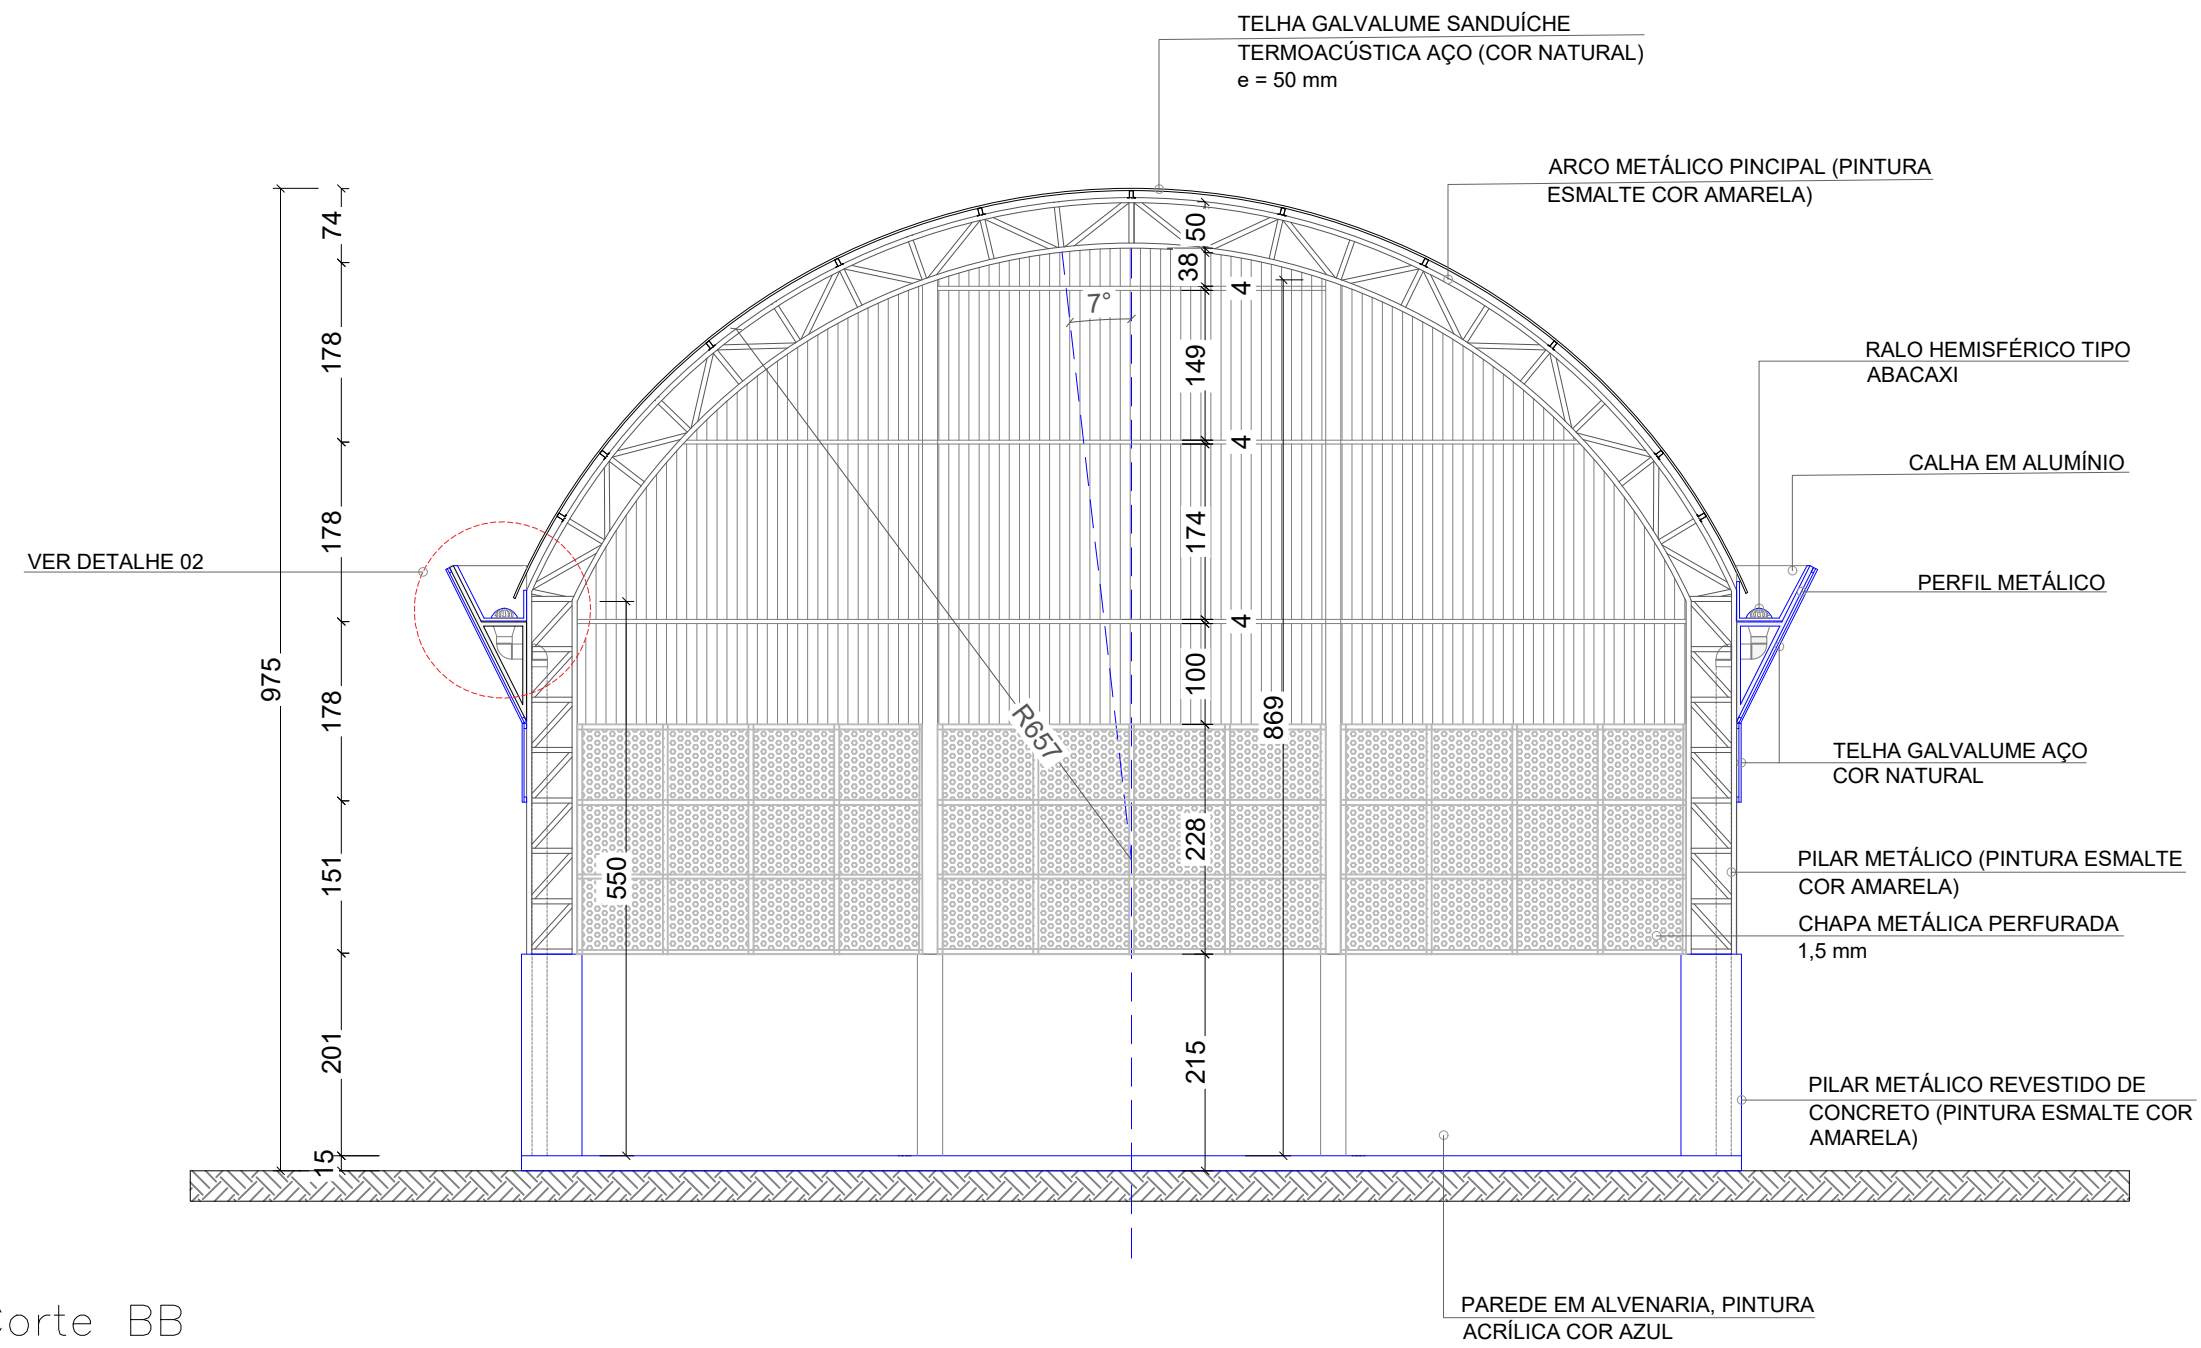 TELHA GALVALUME SANDUÍCHE
TERMOACÚSTICA AÇO (COR NATURAL)
e = 50 mm
ARCO METÁLICO PINCIPAL (PINTURA
ESMALTE COR AMARELA)
RALO HEMISFÉRICO TIPO
ABACAXI
CALHA EM ALUMÍNIO
PERFIL METÁLICO
VER DETALHE 02
TELHA GALVALUME AÇO
COR NATURAL
PILAR METÁLICO (PINTURA ESMALTE
COR AMARELA)
CHAPA METÁLICA PERFURADA
1,5 mm
PILAR METÁLICO REVESTIDO DE
CONCRETO (PINTURA ESMALTE COR
AMARELA)
PAREDE EM ALVENARIA, PINTURA
ACRÍLICA COR AZUL
975
74
178
178
178
151
201
15
550
R657
7°
50
38
4
149
4
174
4
100
228
215
869
Corte BB